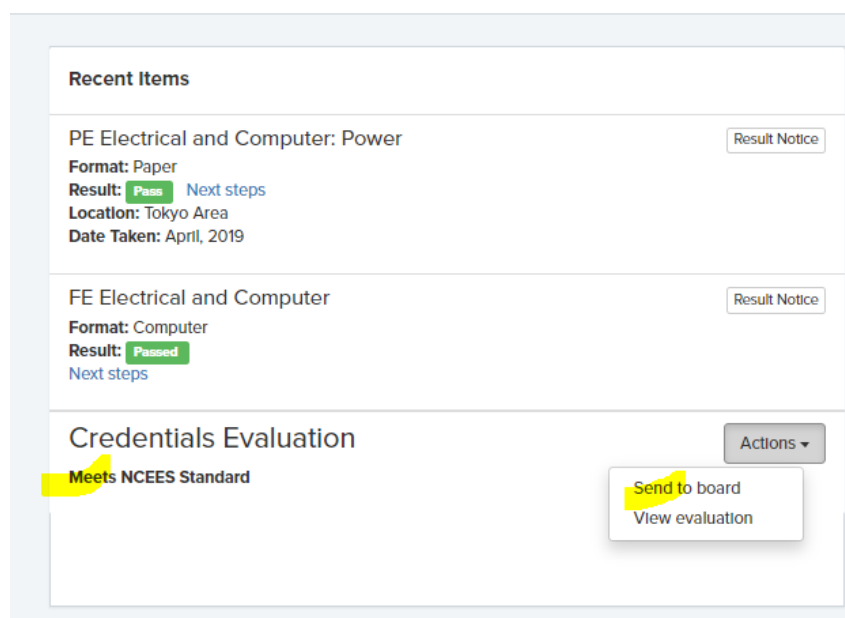 Recent Items
PE Electrical and Computer: Power
Result Notice
Format: Paper
Result: Pass Next steps
Location: Tokyo Area
Date Taken: April, 2019
FE Electrical and Computer
Result Notice
Format: Computer
Result: Passed
Next steps
Credentials Evaluation
Actions
Meets NCEES Standard
Send to board
View evaluation